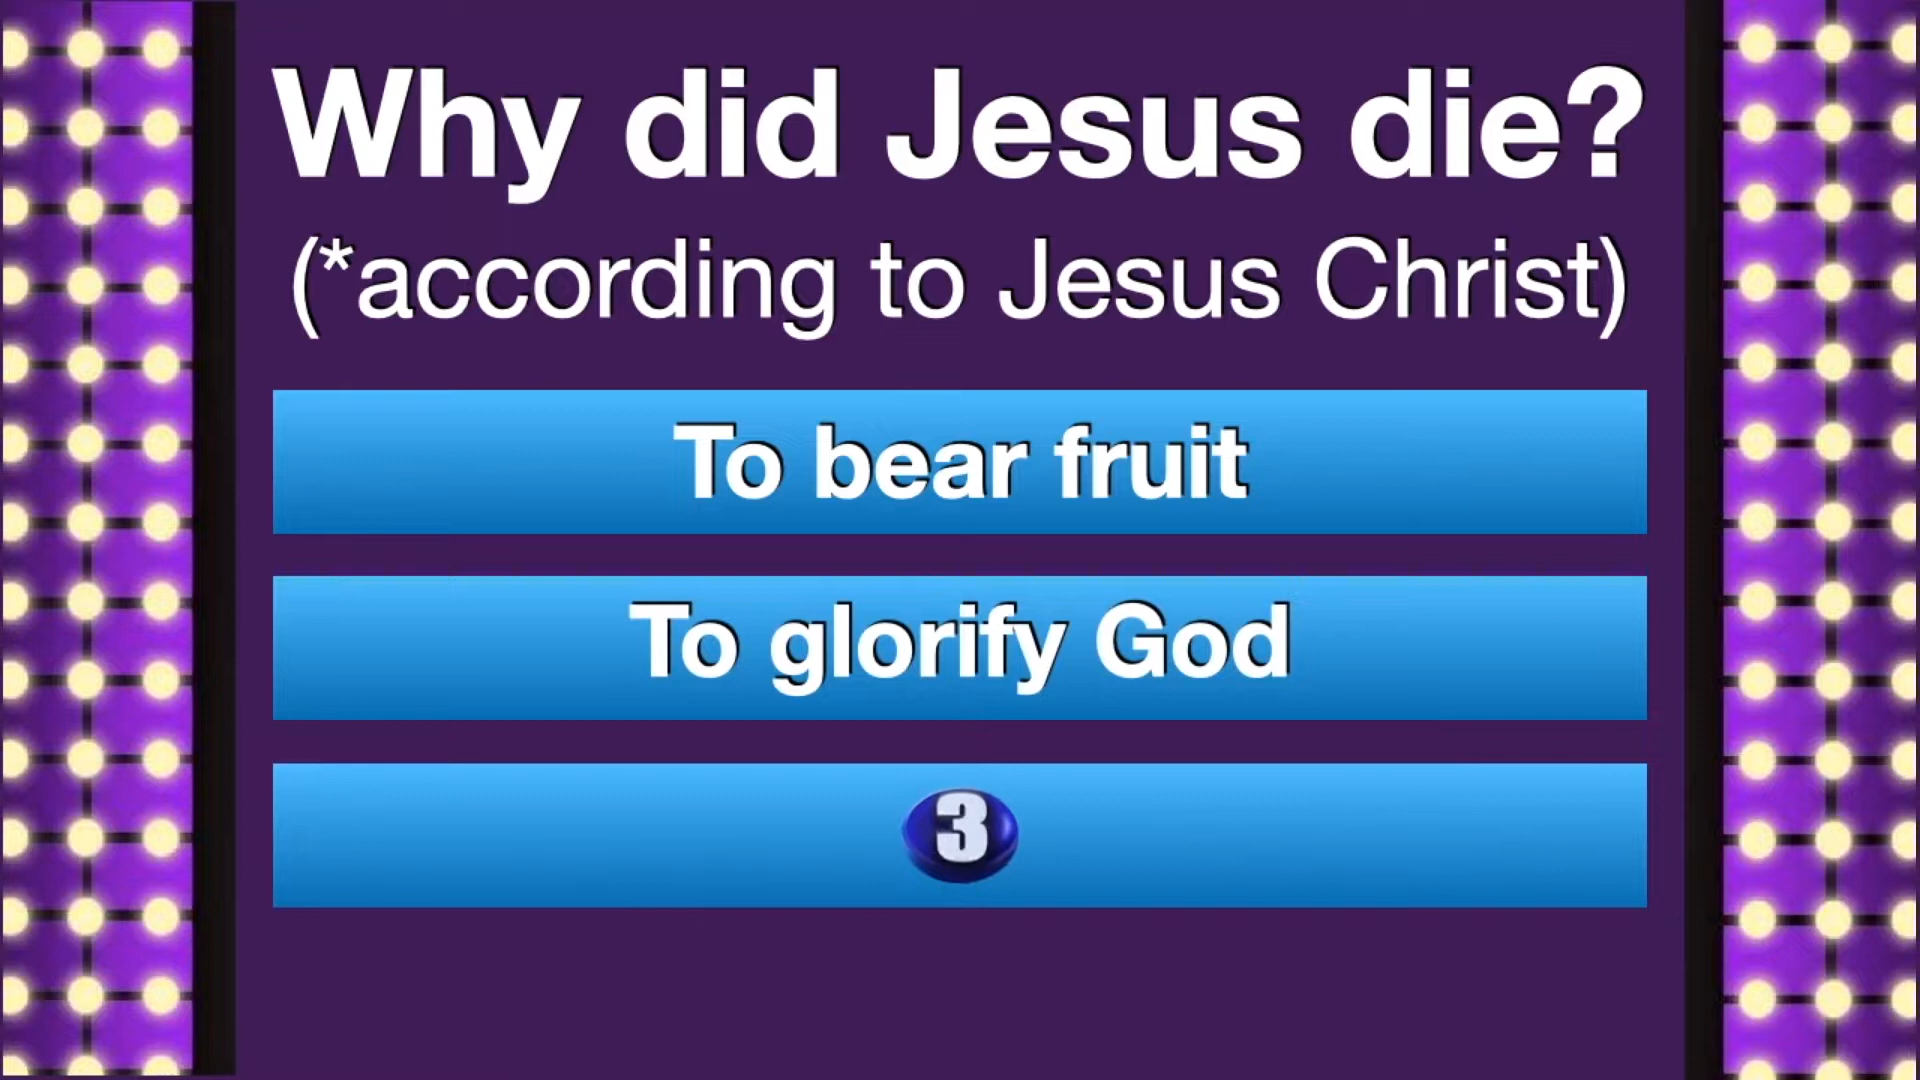 Why did Jesus die?
(*according to Jesus Christ)
To bear fruit
To glorify God
3